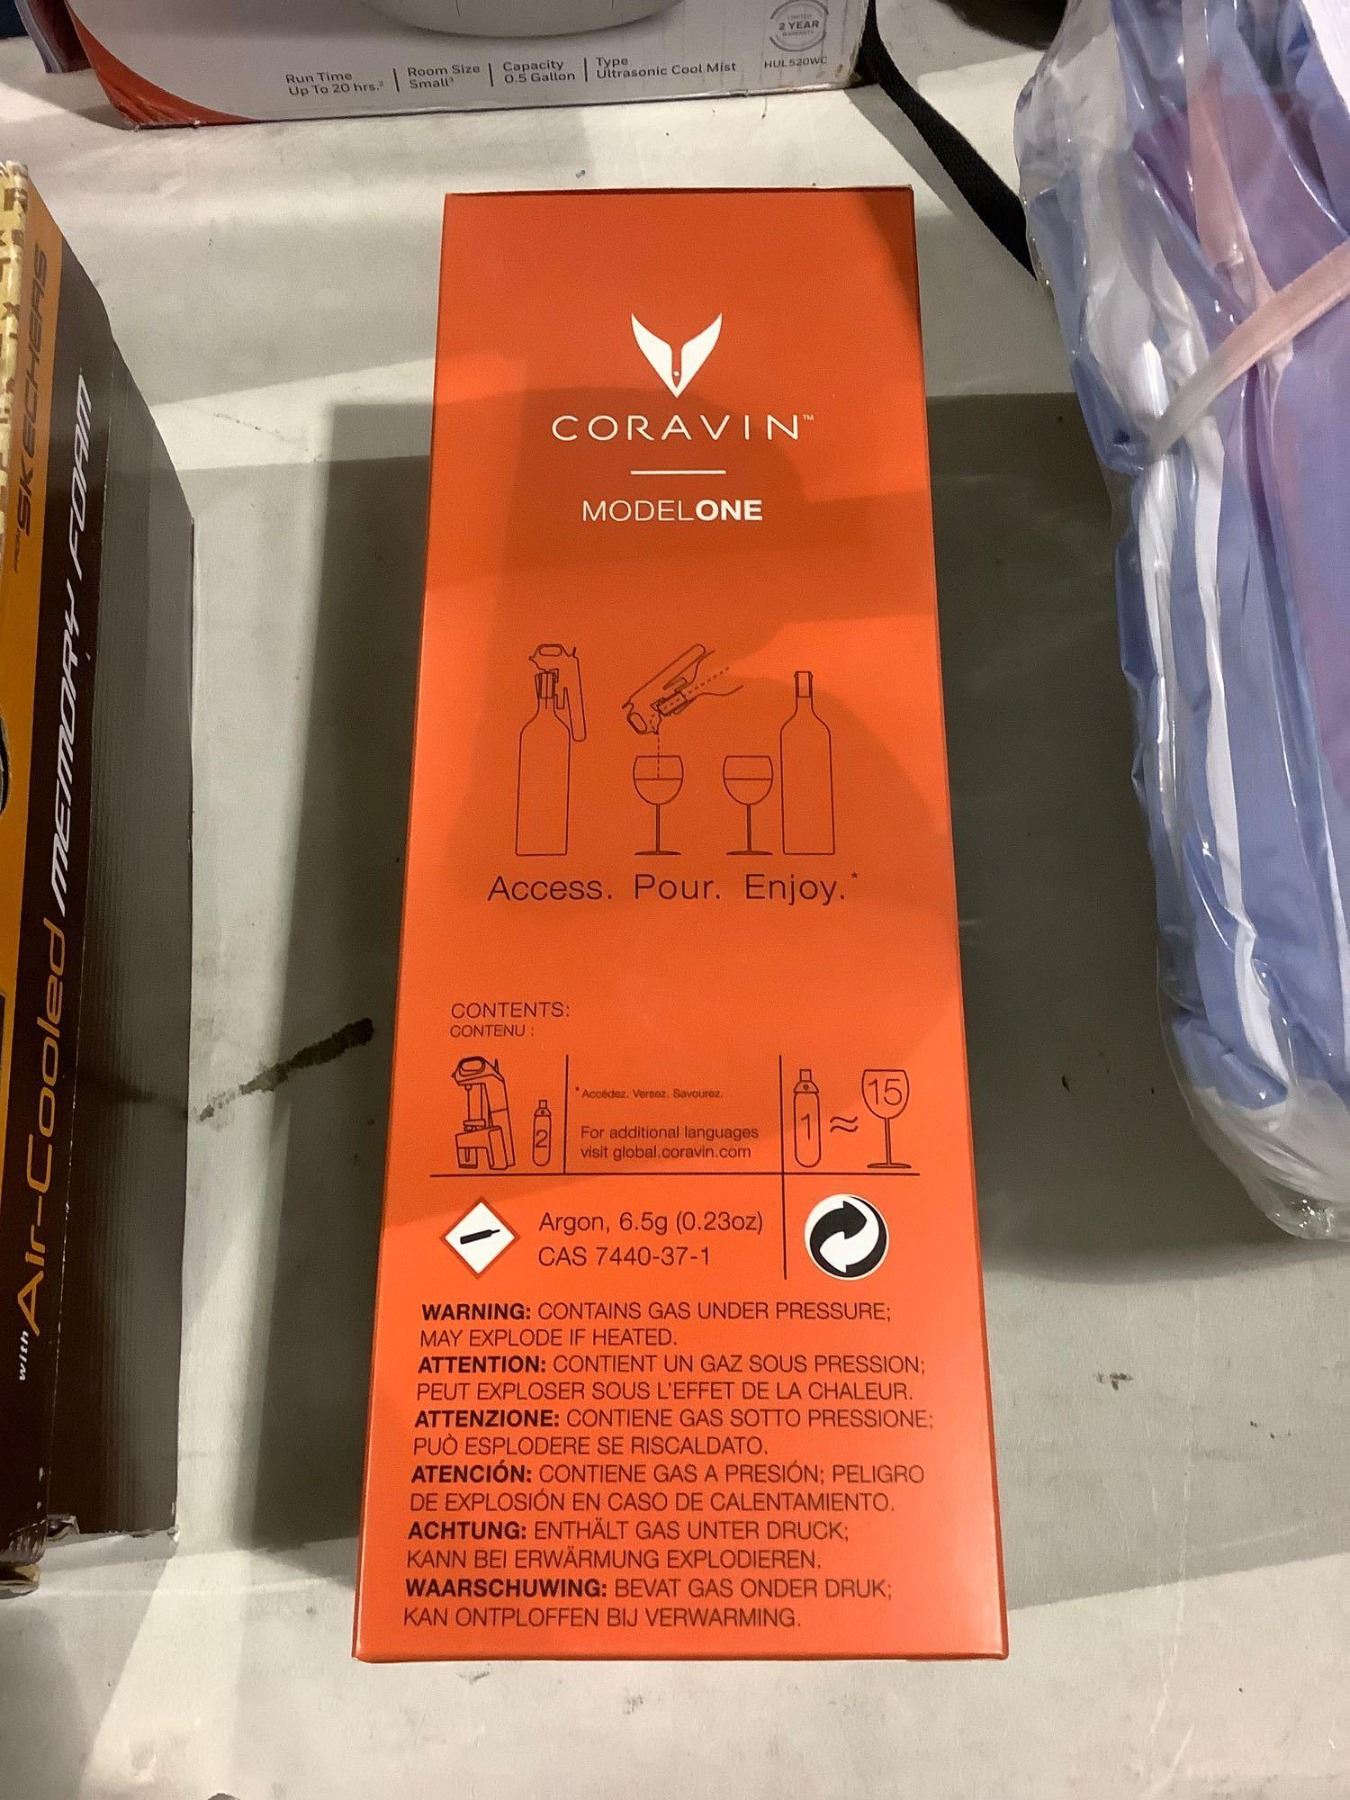 LIMITED
2 YEAR
WARRANTY
Run Time
Up To 20 hrs.²
Room Size
Small³
Capacity
0.5 Gallon
Type
Ultrasonic Cool Mist
HUL520WC
SKECHERS
with Air-Cooled MEMORY FOAM
CORAVIN™
MODELONE
Access. Pour. Enjoy.*
CONTENTS:
CONTENU :
2
*Accédez. Versez. Savourez.
For additional languages
visit global.coravin.com
1 ≈ 15
Argon, 6.5g (0.23oz)
CAS 7440-37-1
WARNING: CONTAINS GAS UNDER PRESSURE;
MAY EXPLODE IF HEATED.
ATTENTION: CONTIENT UN GAZ SOUS PRESSION;
PEUT EXPLOSER SOUS L'EFFET DE LA CHALEUR.
ATTENZIONE: CONTIENE GAS SOTTO PRESSIONE;
PUÒ ESPLODERE SE RISCALDATO.
ATENCIÓN: CONTIENE GAS A PRESIÓN; PELIGRO
DE EXPLOSIÓN EN CASO DE CALENTAMIENTO.
ACHTUNG: ENTHÄLT GAS UNTER DRUCK;
KANN BEI ERWÄRMUNG EXPLODIEREN.
WAARSCHUWING: BEVAT GAS ONDER DRUK;
KAN ONTPLOFFEN BIJ VERWARMING.